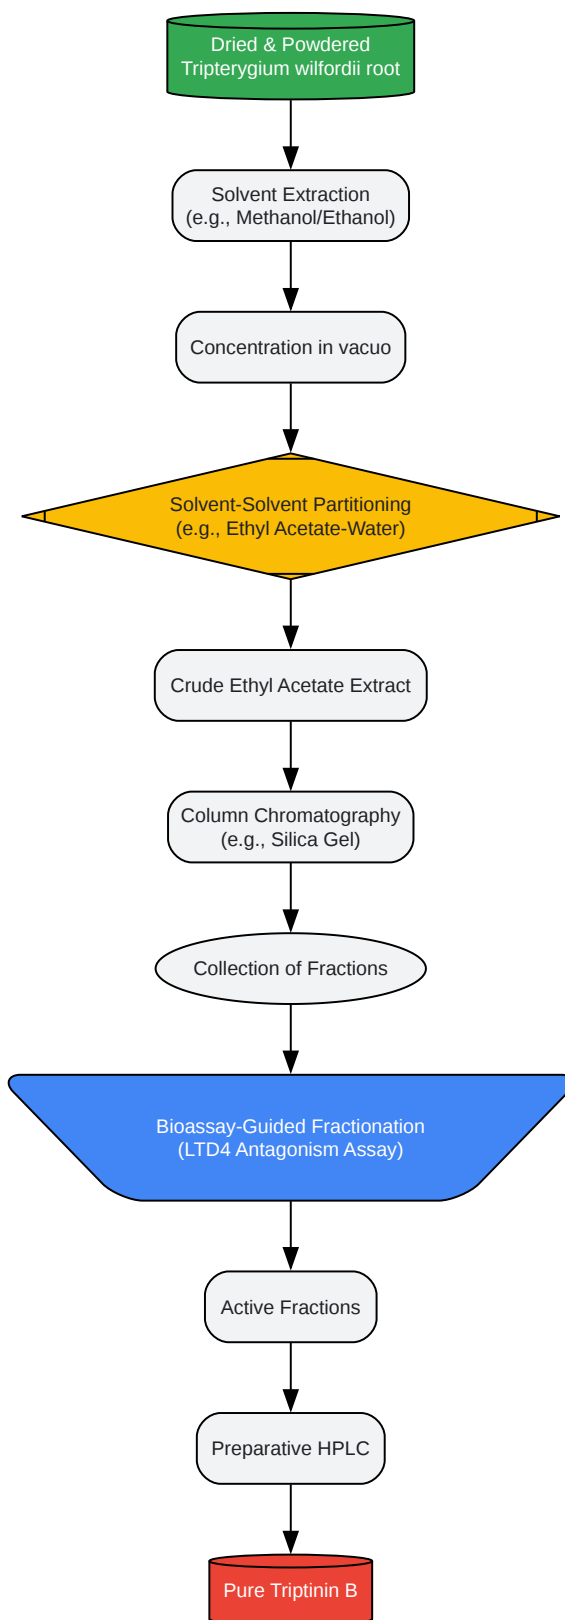 Dried & Powdered
Tripterygium wilfordii root
Solvent Extraction
(e.g., Methanol/Ethanol)
Concentration in vacuo
Solvent-Solvent Partitioning
(e.g., Ethyl Acetate-Water)
Crude Ethyl Acetate Extract
Column Chromatography
(e.g., Silica Gel)
Collection of Fractions
Bioassay-Guided Fractionation
(LTD4 Antagonism Assay)
Active Fractions
Preparative HPLC
Pure Triptinin B